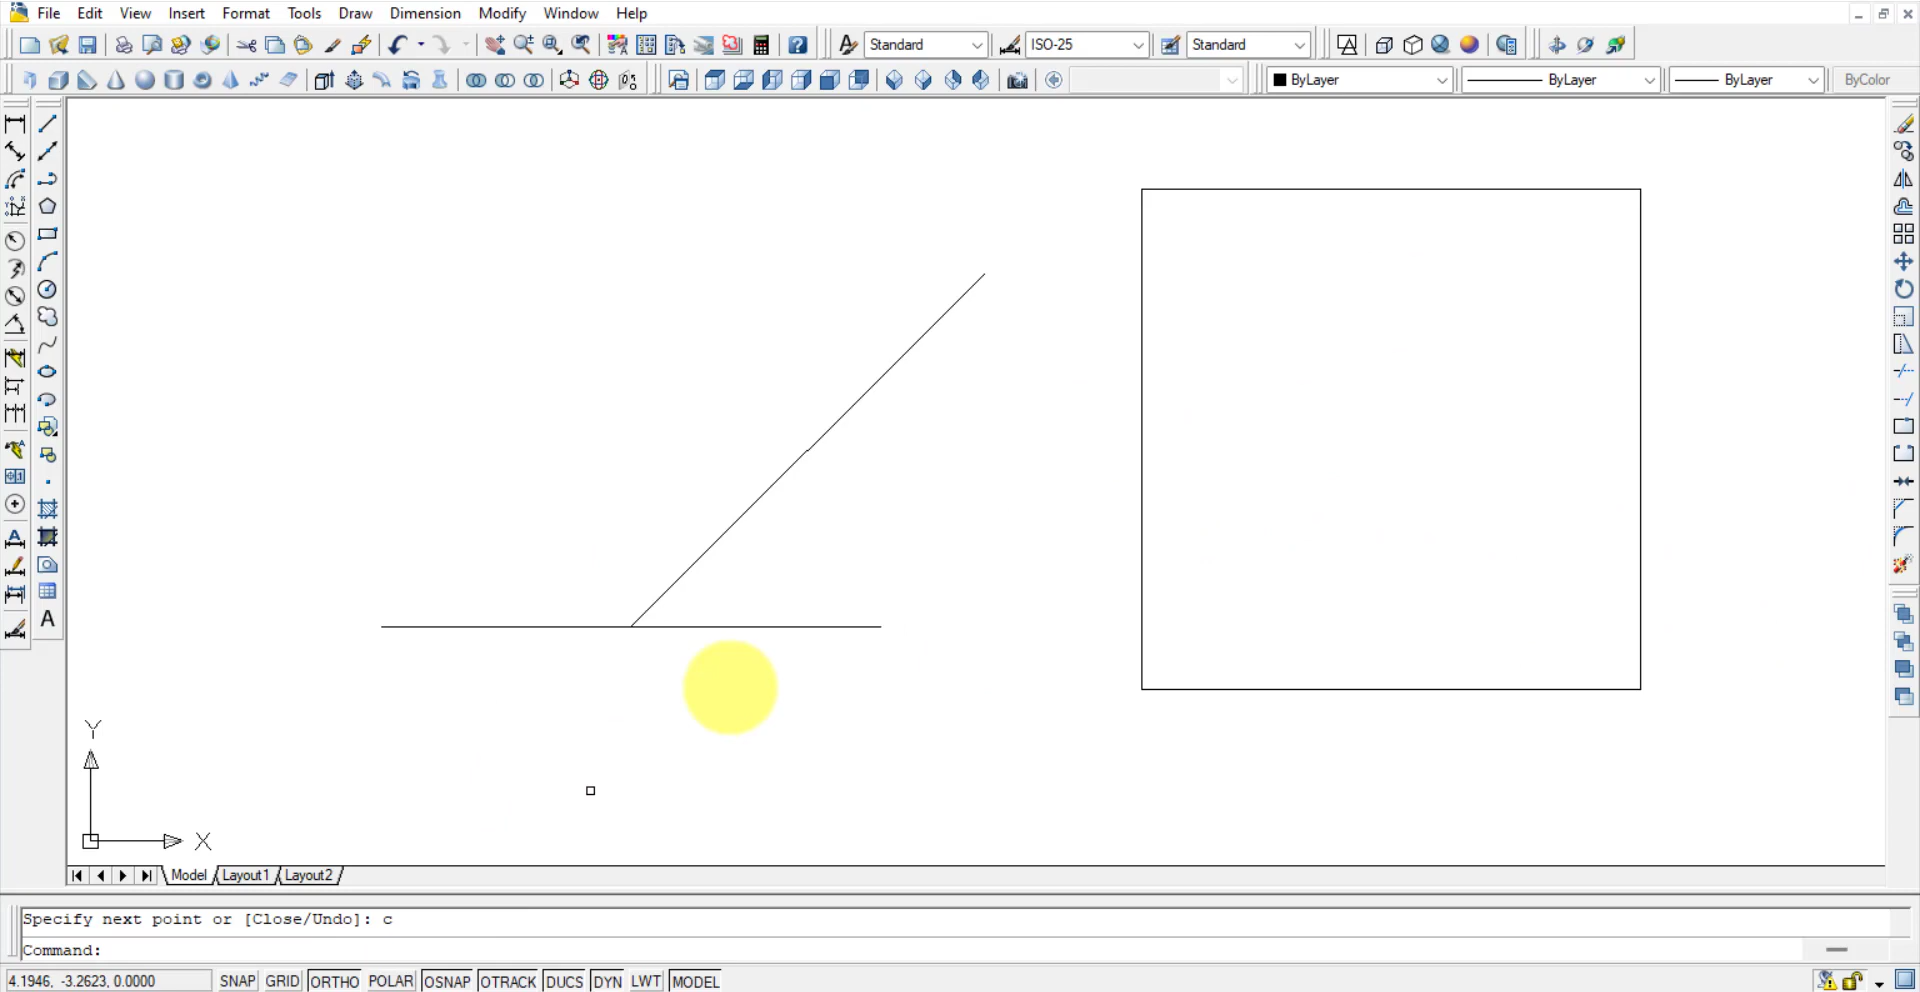 File Edit View Insert Format Tools Draw Dimension Modify Window Help
Standard ISO-25 Standard
ByLayer ByLayer ByLayer ByColor
A
Y
X
Model Layout1 Layout2
Specify next point or [Close/Undo]: c
Command:
4.1946, -3.2623, 0.0000 SNAP GRID ORTHO POLAR OSNAP OTRACK DUCS DYN LWT MODEL